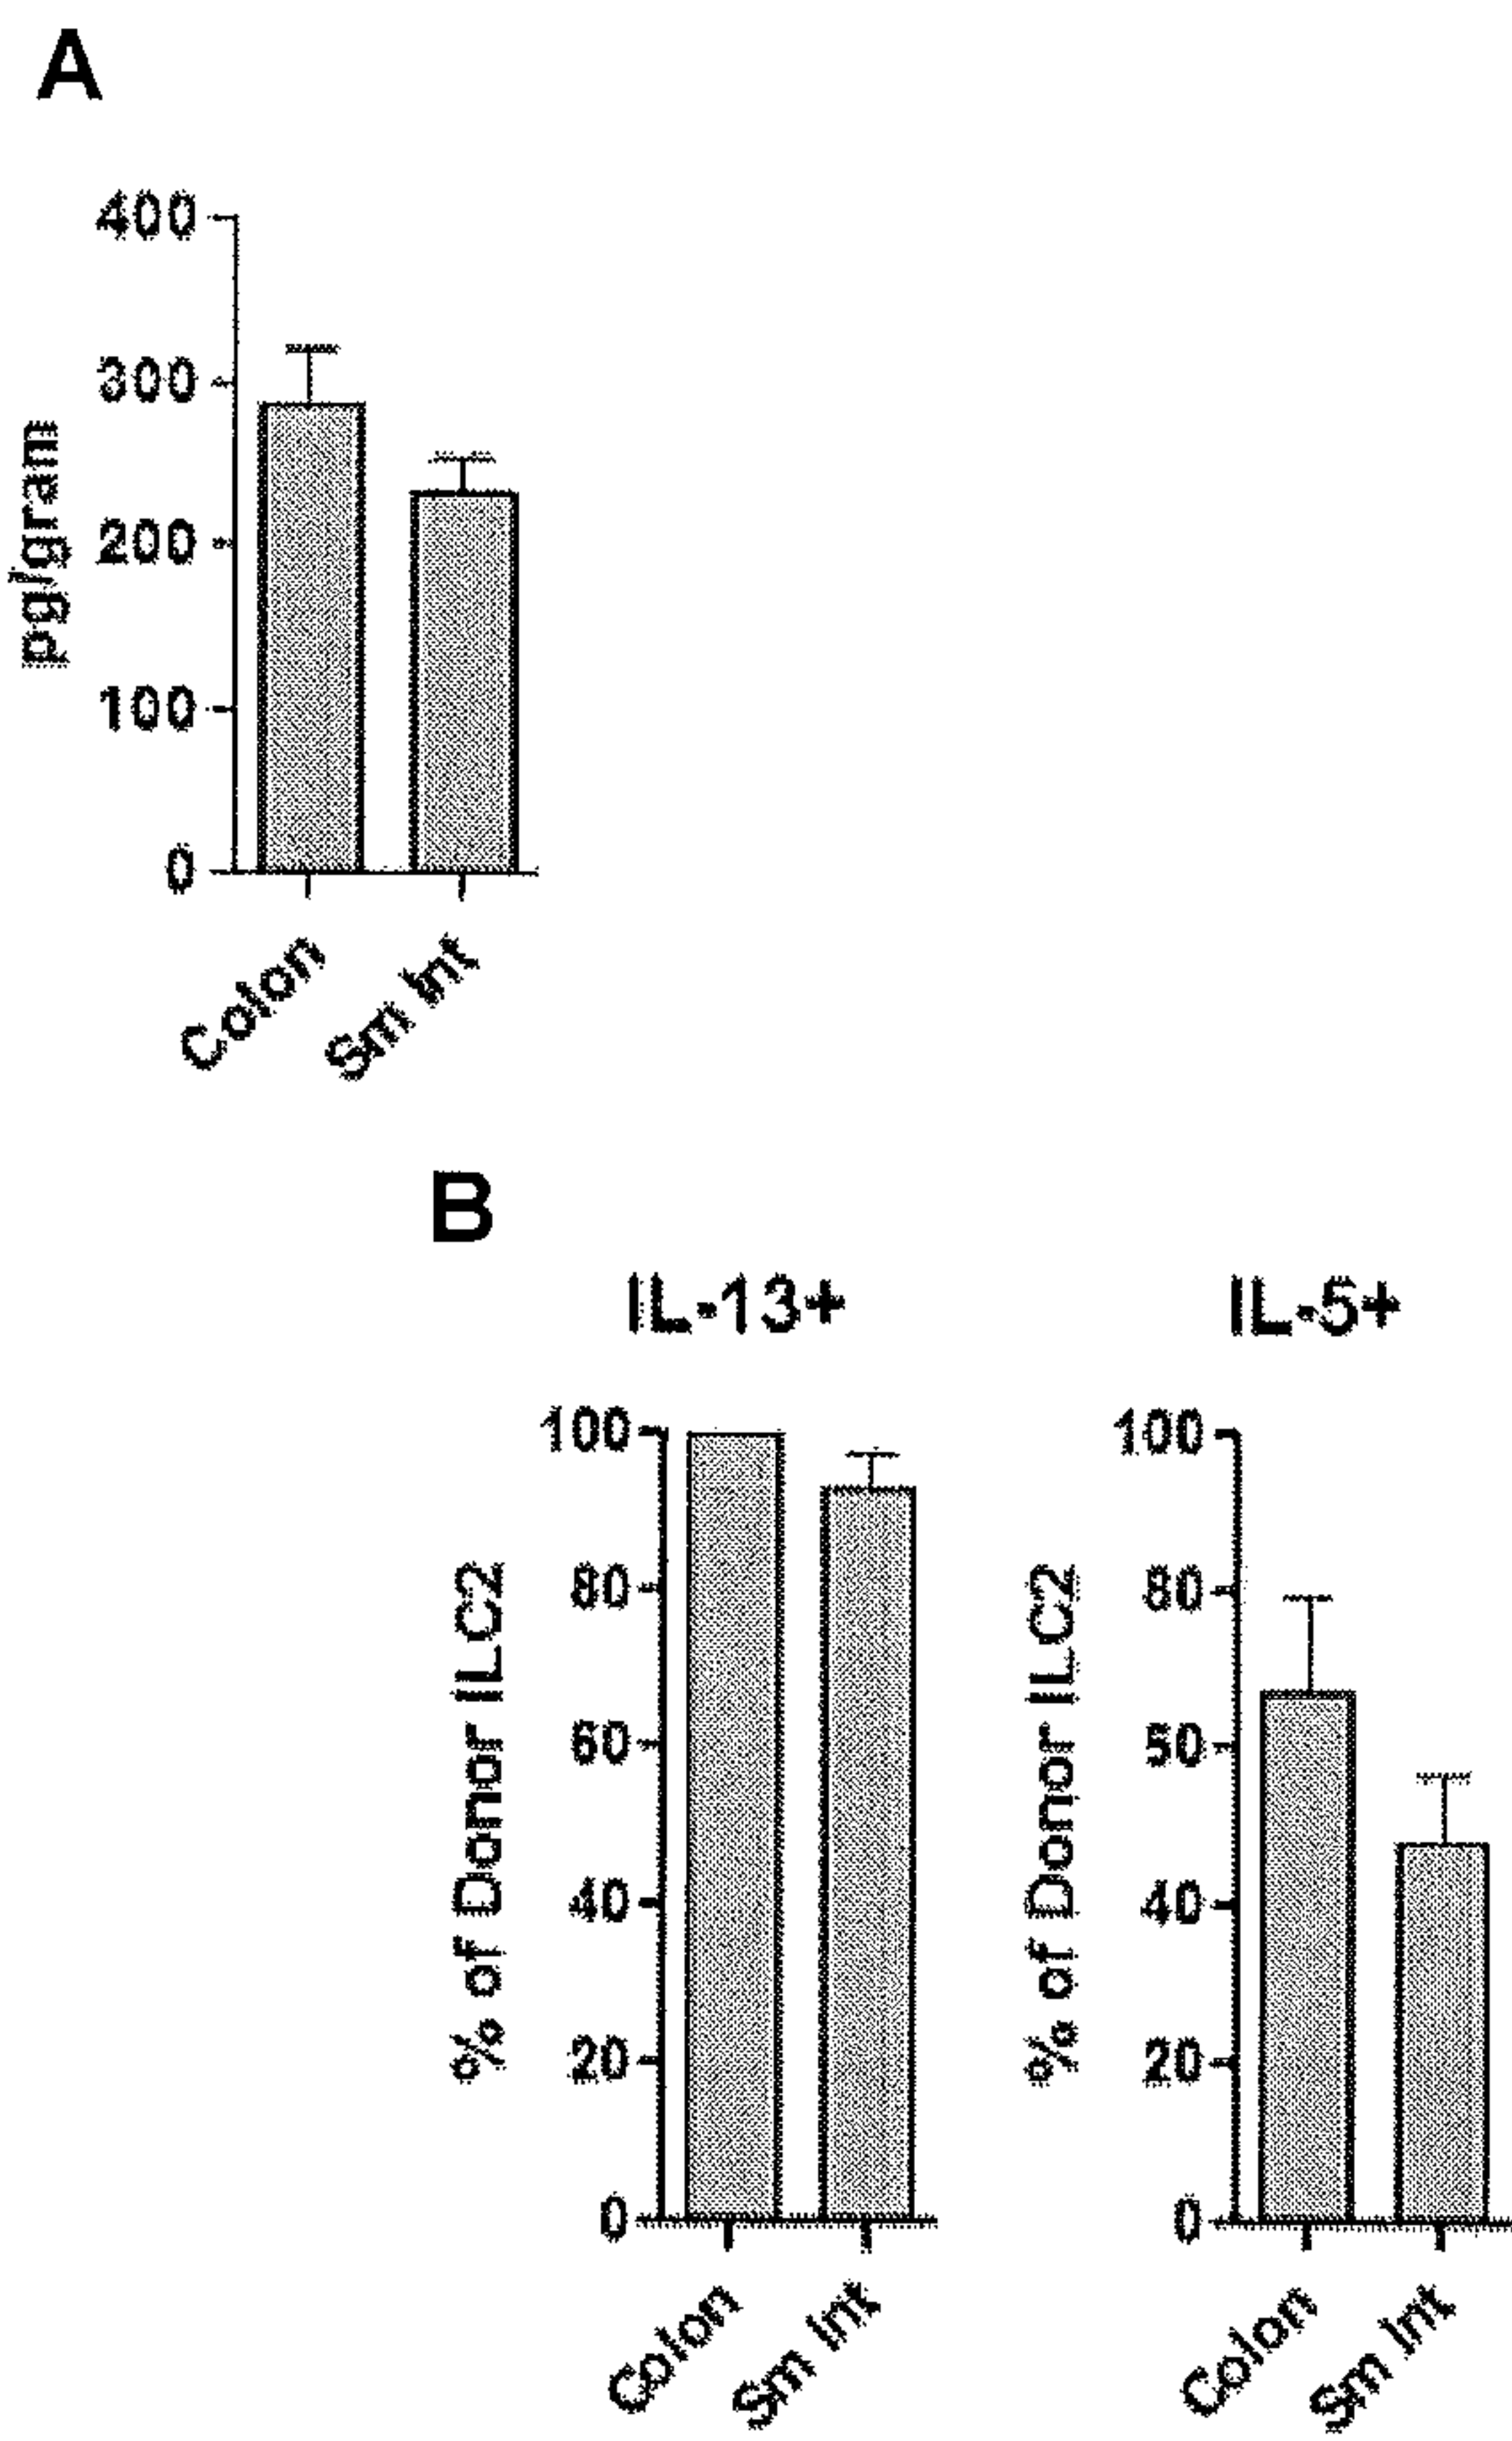 A
400
300
200
100
0
pg/gram
Colon
Sm Int
B
IL-13+
100
80
60
40
20
0
% of Donor ILC2
Colon
Sm Int
IL-5+
100
80
60
40
20
0
% of Donor ILC2
Colon
Sm Int